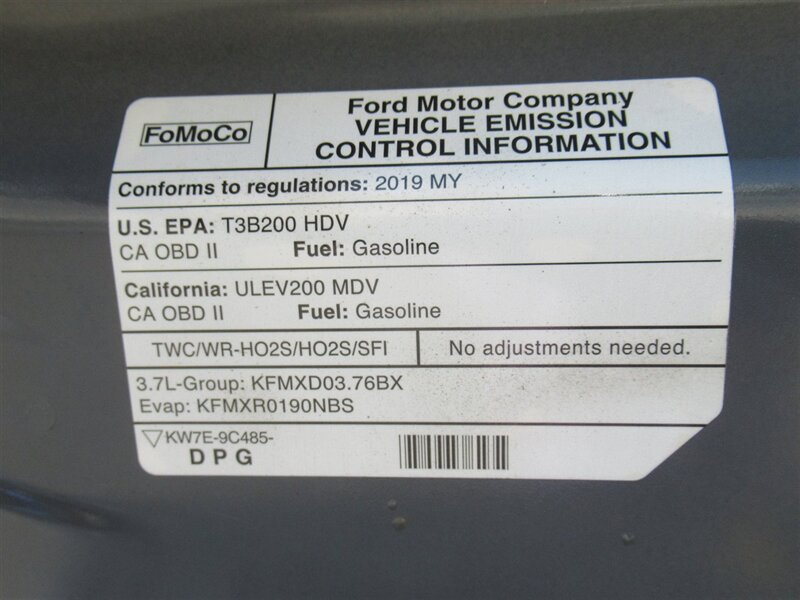 FoMoCo
Ford Motor Company
VEHICLE EMISSION
CONTROL INFORMATION
Conforms to regulations: 2019 MY
U.S. EPA: T3B200 HDV
CA OBD II Fuel: Gasoline
California: ULEV200 MDV
CA OBD II Fuel: Gasoline
TWC/WR-HO2S/HO2S/SFI
No adjustments needed.
3.7L-Group: KFMXD03.76BX
Evap: KFMXR0190NBS
KW7E-9C485-
D P G